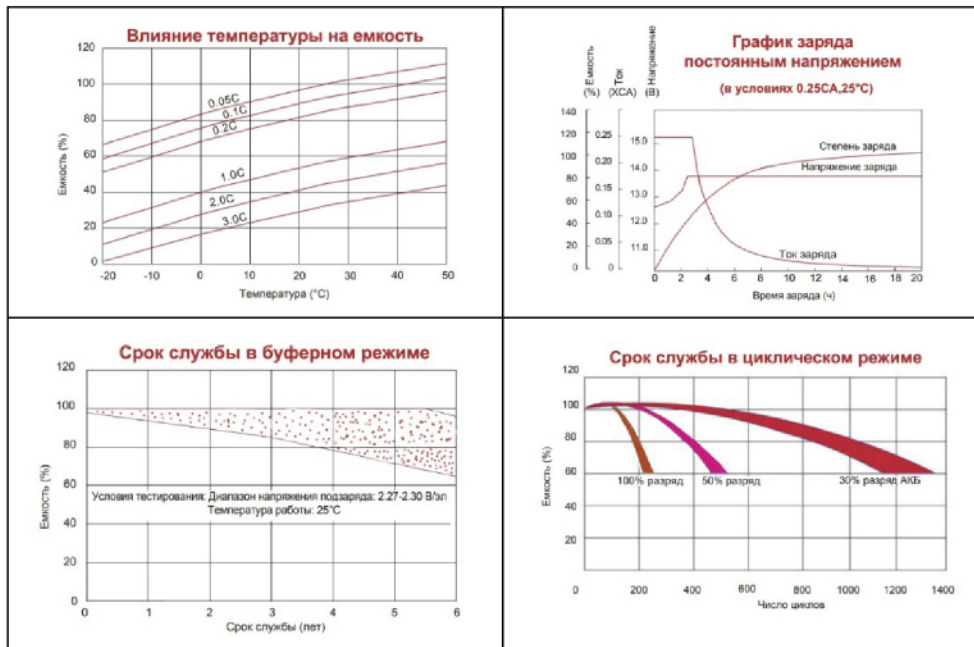 Влияние температуры на емкость
Емкость (%)
120
100
80
60
40
20
0
0.05C
0.1C
0.2C
1.0C
2.0C
3.0C
-20
-10
0
10
20
30
40
50
Температура (°C)
График заряда
постоянным напряжением
(в условиях 0.25CA,25°C)
(%) Емкость
Ток
(XCA)
Напряжение
(В)
140
120
100
80
60
40
20
0
0.25
0.20
0.15
0.10
0.05
0
15.0
14.0
13.0
12.0
11.0
Степень заряда
Напряжение заряда
Ток заряда
0 2 4 6 8 10 12 14 16 18 20
Время заряда (ч)
Срок службы в буферном режиме
Емкость (%)
120
100
80
60
40
20
0
Условия тестирования: Диапазон напряжения подзаряда: 2.27-2.30 В/эл
Температура работы: 25°C
0 1 2 3 4 5 6
Срок службы (лет)
Срок службы в циклическом режиме
Емкость (%)
120
100
80
60
40
20
0
100% разряд
50% разряд
30% разряд АКБ
0 200 400 600 800 1000 1200 1400
Число циклов